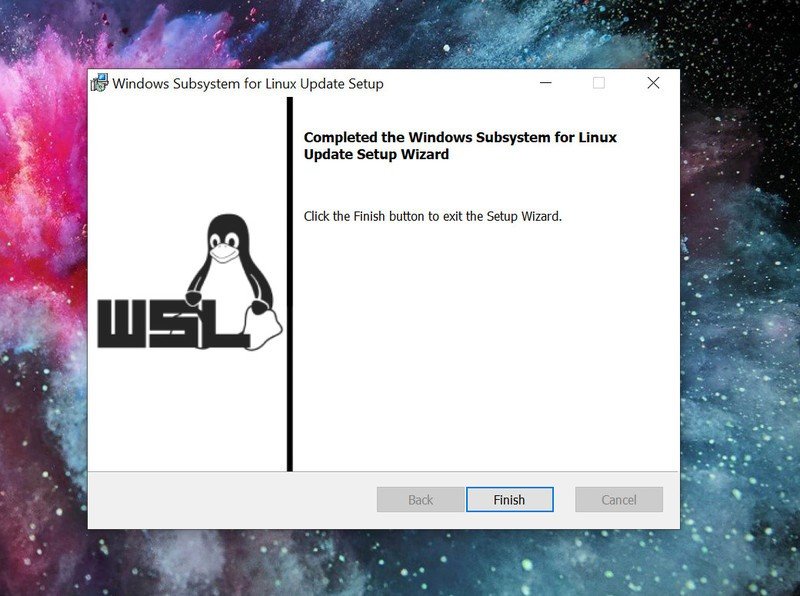 Windows Subsystem for Linux Update Setup
Completed the Windows Subsystem for Linux
Update Setup Wizard
Click the Finish button to exit the Setup Wizard.
WSL
Back
Finish
Cancel